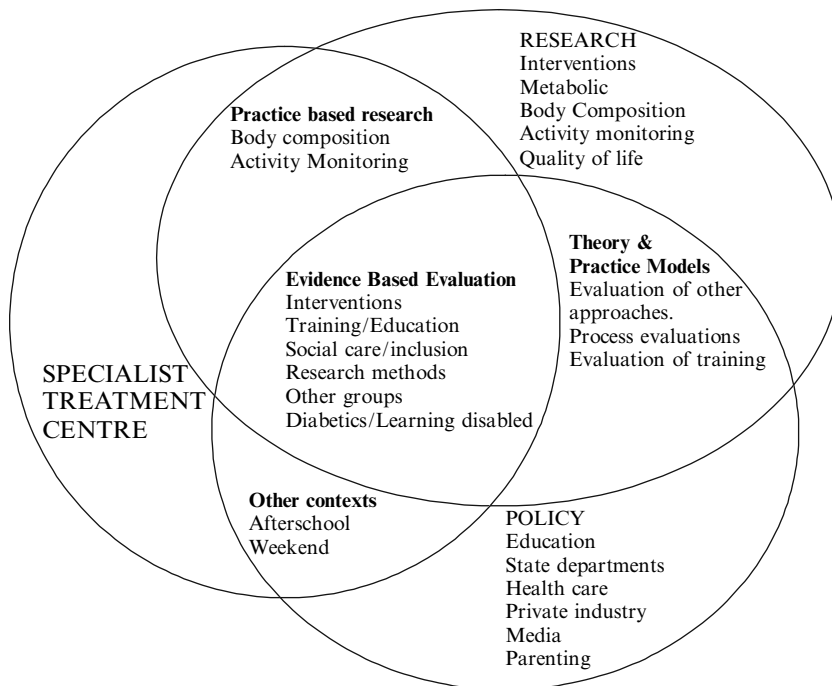 RESEARCH
Interventions
Metabolic
Body Composition
Activity monitoring
Quality of life
Practice based research
Body composition
Activity Monitoring
Theory &
Practice Models
Evaluation of other
approaches.
Process evaluations
Evaluation of training
Evidence Based Evaluation
Interventions
Training/Education
Social care/inclusion
Research methods
Other groups
Diabetics/Learning disabled
SPECIALIST
TREATMENT
CENTRE
Other contexts
Afterschool
Weekend
POLICY
Education
State departments
Health care
Private industry
Media
Parenting